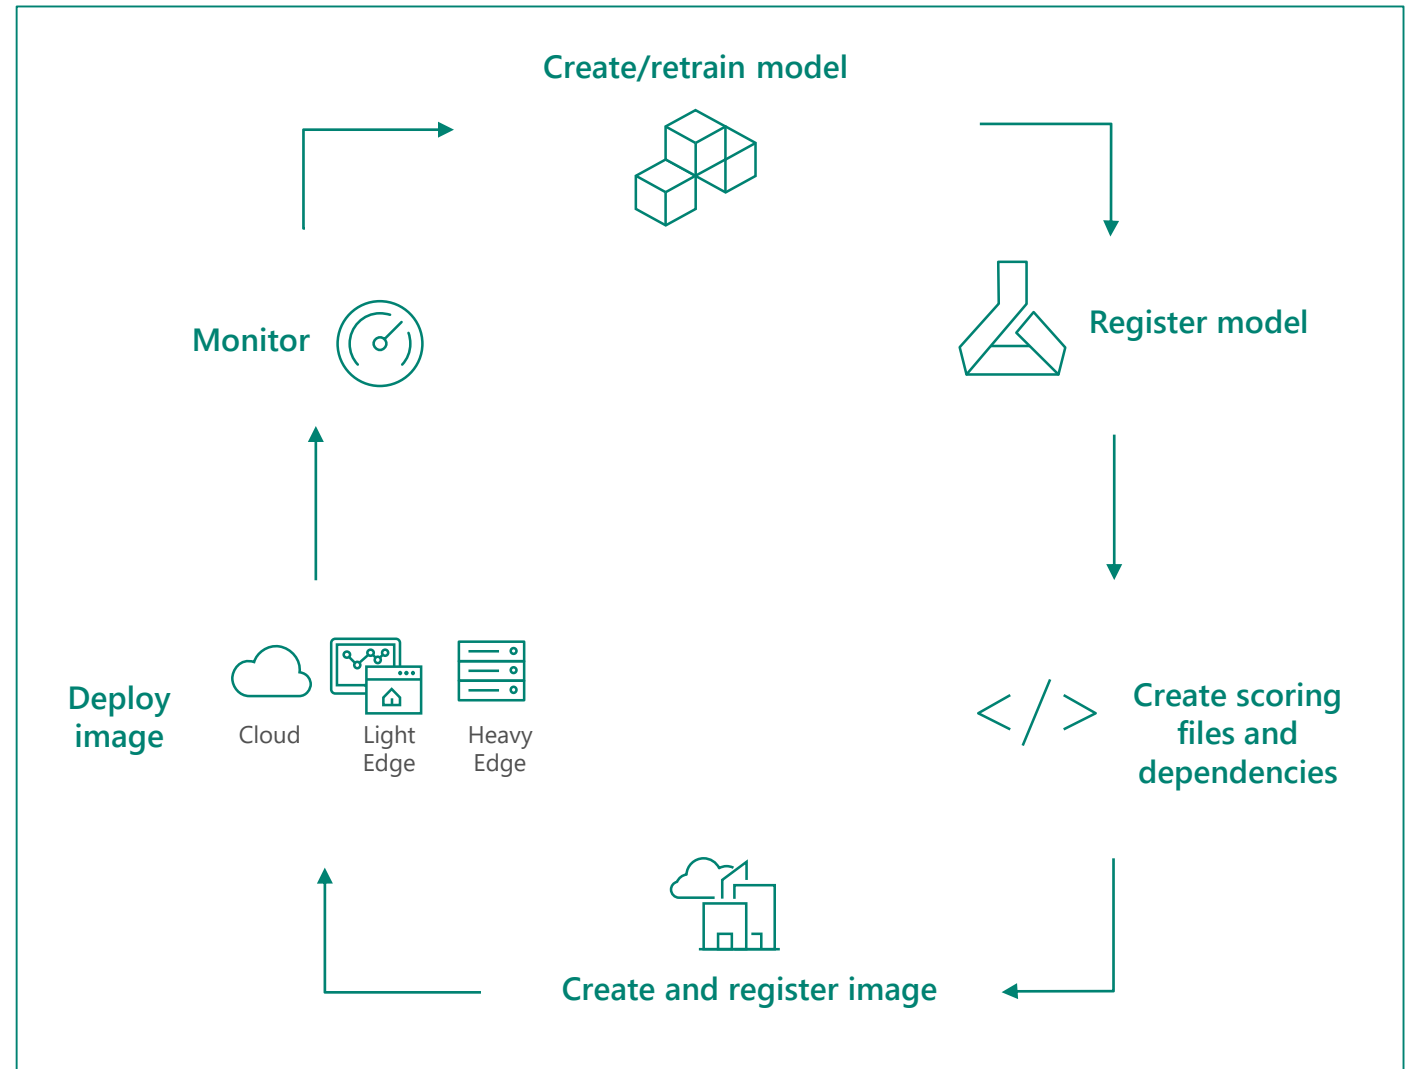 Create/retrain model
Register model
Monitor
Create scoring
files and
dependencies
Deploy
image
Cloud
Light
Edge
Heavy
Edge
Create and register image